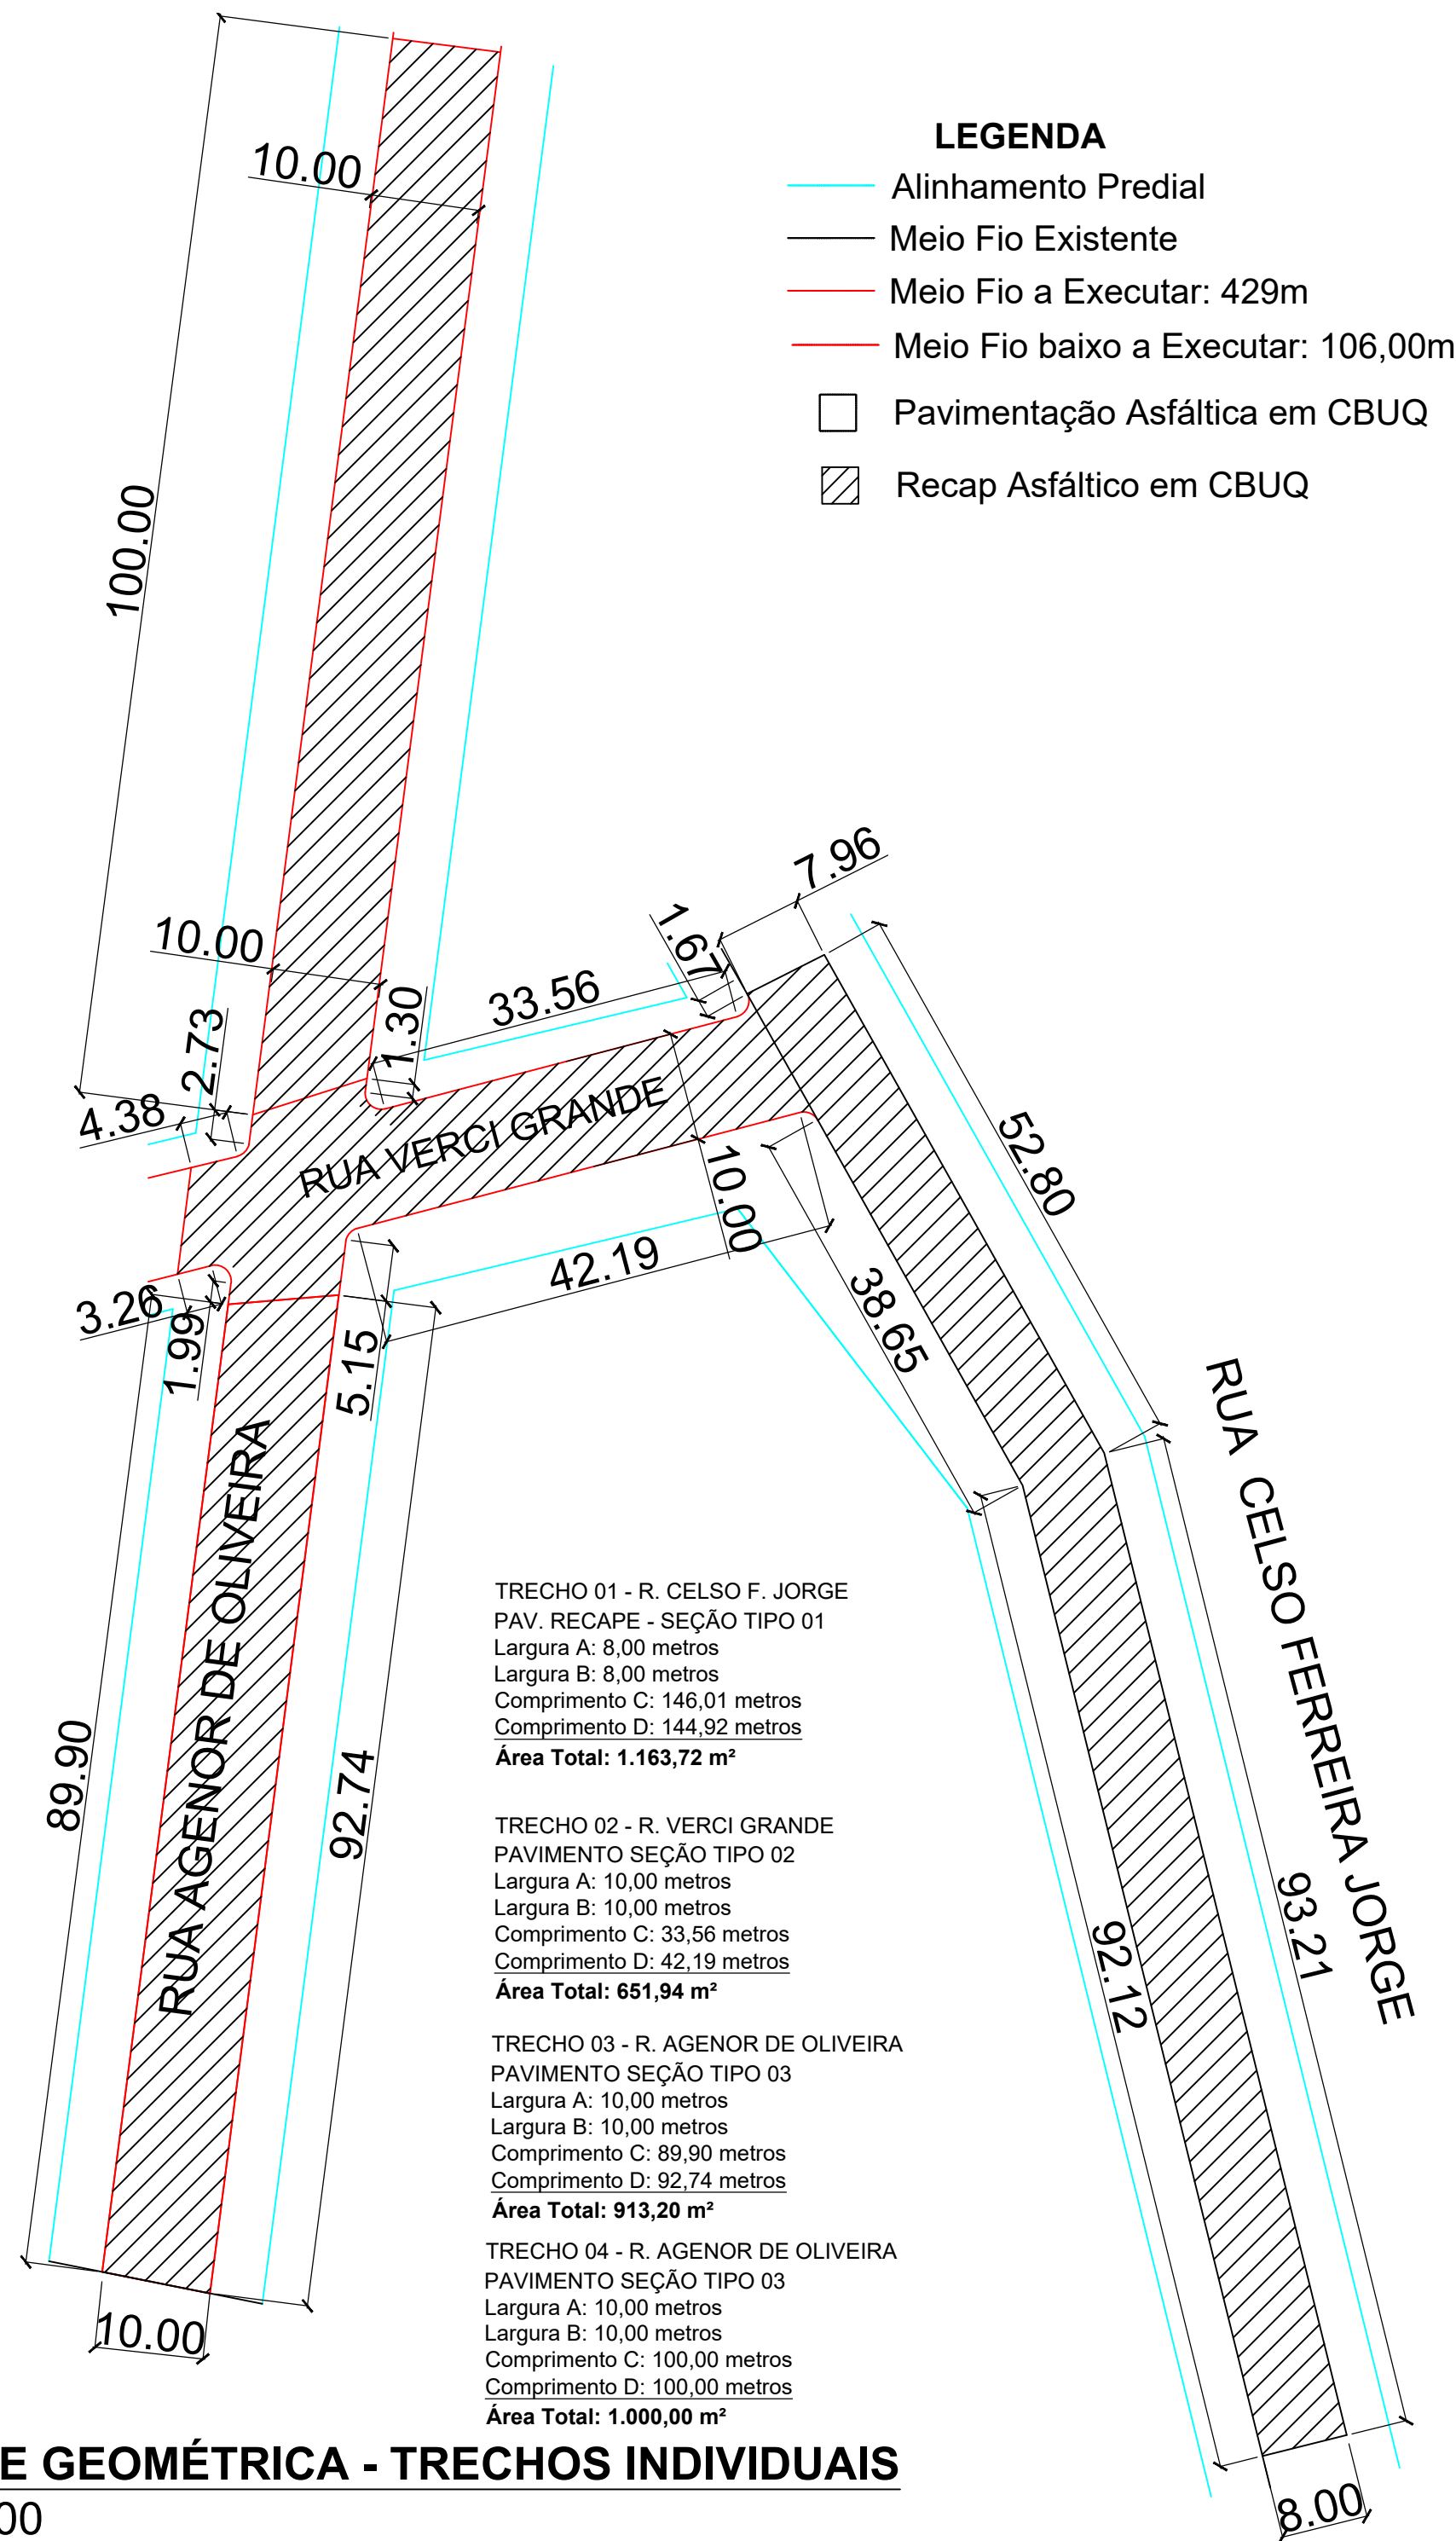 LEGENDA
Alinhamento Predial
Meio Fio Existente
Meio Fio a Executar: 429m
Meio Fio baixo a Executar: 106,00m
Pavimentação Asfáltica em CBUQ
Recap Asfáltico em CBUQ
10.00
100.00
10.00
2.73
4.38
1.30
33.56
1.67
7.96
RUA VERCI GRANDE
10.00
52.80
42.19
38.65
3.26
1.99
5.15
RUA AGENOR DE OLIVEIRA
89.90
92.74
10.00
RUA CELSO FERREIRA JORGE
93.21
92.12
8.00
TRECHO 01 - R. CELSO F. JORGE
PAV. RECAPE - SEÇÃO TIPO 01
Largura A: 8,00 metros
Largura B: 8,00 metros
Comprimento C: 146,01 metros
Comprimento D: 144,92 metros
Área Total: 1.163,72 m²
TRECHO 02 - R. VERCI GRANDE
PAVIMENTO SEÇÃO TIPO 02
Largura A: 10,00 metros
Largura B: 10,00 metros
Comprimento C: 33,56 metros
Comprimento D: 42,19 metros
Área Total: 651,94 m²
TRECHO 03 - R. AGENOR DE OLIVEIRA
PAVIMENTO SEÇÃO TIPO 03
Largura A: 10,00 metros
Largura B: 10,00 metros
Comprimento C: 89,90 metros
Comprimento D: 92,74 metros
Área Total: 913,20 m²
TRECHO 04 - R. AGENOR DE OLIVEIRA
PAVIMENTO SEÇÃO TIPO 03
Largura A: 10,00 metros
Largura B: 10,00 metros
Comprimento C: 100,00 metros
Comprimento D: 100,00 metros
Área Total: 1.000,00 m²
E GEOMÉTRICA - TRECHOS INDIVIDUAIS
00